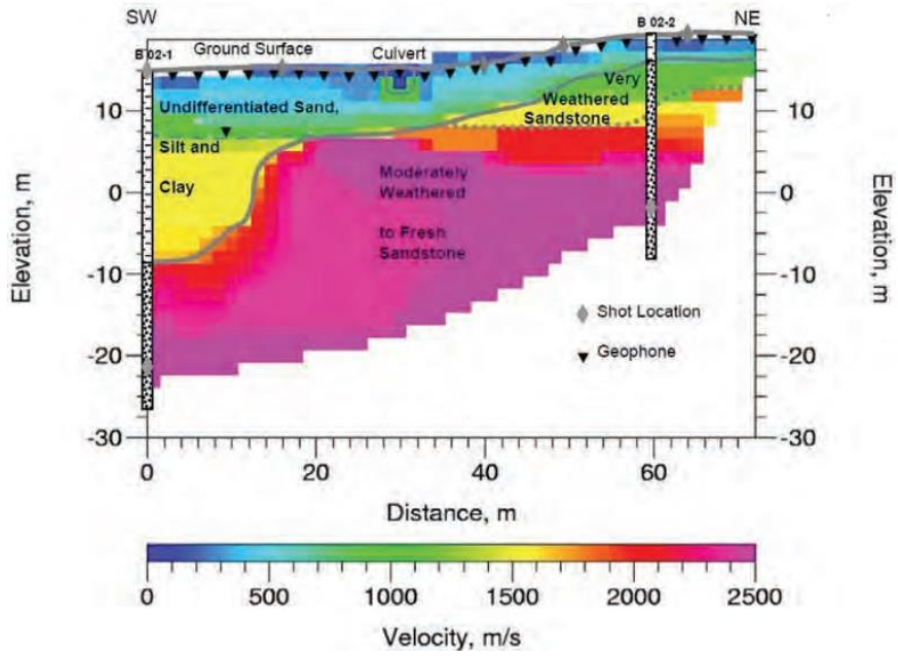 SW
NE
B 02-1
B 02-2
Ground Surface
Culvert
Undifferentiated Sand,
Silt and
Clay
Very
Weathered
Sandstone
Moderately
Weathered
to Fresh
Sandstone
Shot Location
Geophone
10
0
-10
-20
-30
Elevation, m
10
0
-10
-20
-30
Elevation, m
0
20
40
60
Distance, m
0
500
1000
1500
2000
2500
Velocity, m/s